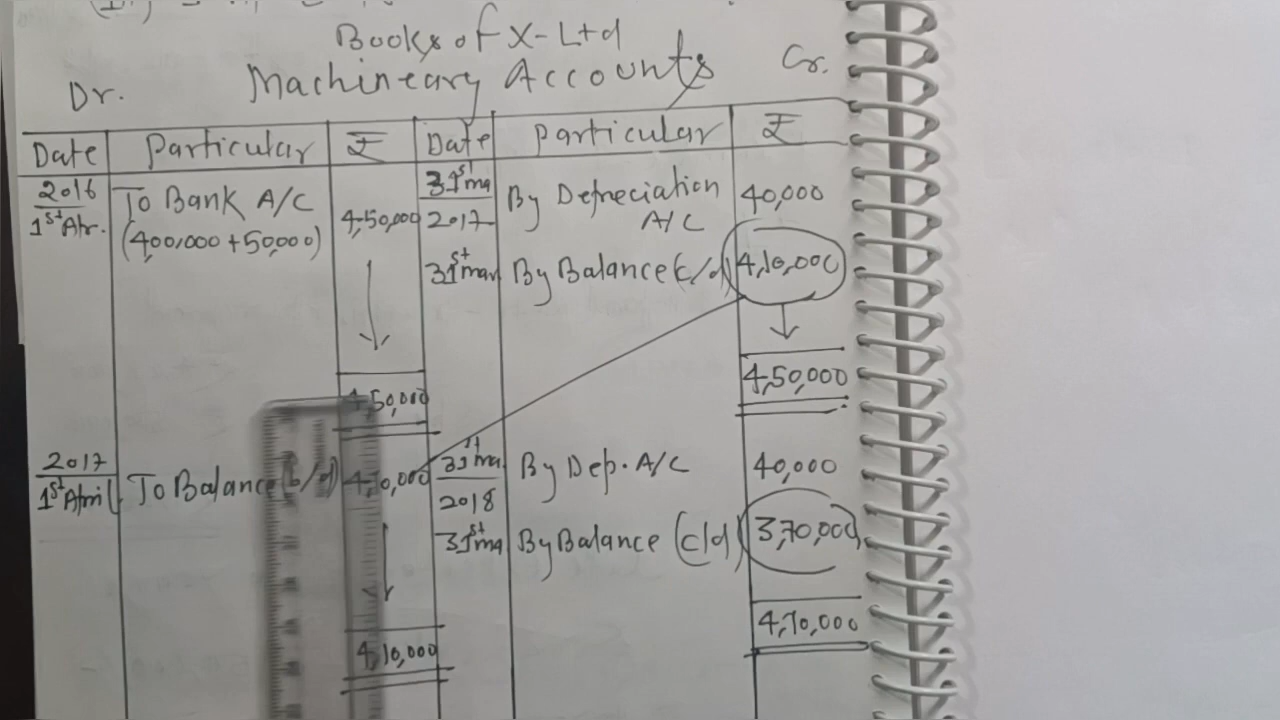 Books of X-Ltd
Dr. Machineary Accounts Cr.
Date Particular ₹ Date Particular ₹
2016 31st ma
1st Apr. To Bank A/C 4,50,000 2017 By Depreciation A/C 40,000
(400,000 + 50,000)
31st mar By Balance (c/d) 4,10,000
4,50,000 4,50,000
2017 31st ma By Dep. A/C 40,000
1st April To Balance (b/d) 4,10,000 2018
31st ma By Balance (c/d) 3,70,000
4,10,000 4,10,000